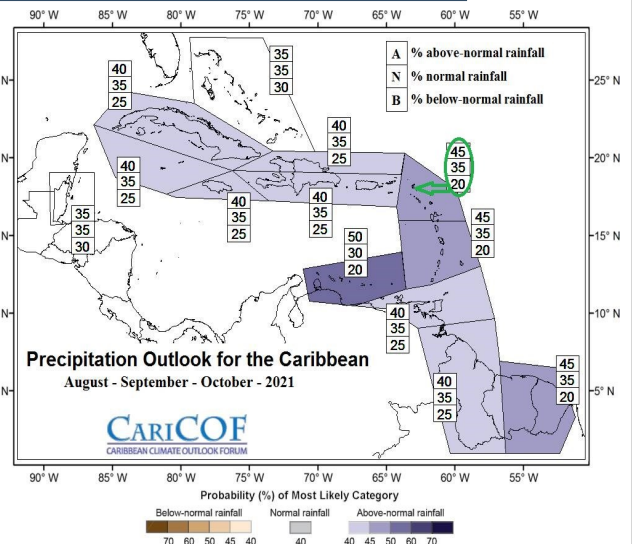 90° W 85° W 80° W 75° W 70° W 65° W 60° W 55° W
A % above-normal rainfall
N % normal rainfall
B % below-normal rainfall
35
35
30
40
35
25
N
25° N
40
35
25
45
35
20
N
20° N
40
35
25
40
35
25
40
35
25
35
35
30
45
35
20
N
15° N
50
30
20
40
35
25
N
10° N
Precipitation Outlook for the Caribbean
August - September - October - 2021
45
35
20
40
35
25
N
5° N
CARICOF
CARIBBEAN CLIMATE OUTLOOK FORUM
90° W 85° W 80° W 75° W 70° W 65° W 60° W 55° W
Probability (%) of Most Likely Category
Below-normal rainfall Normal rainfall Above-normal rainfall
70 60 50 45 40 40 40 45 50 60 70